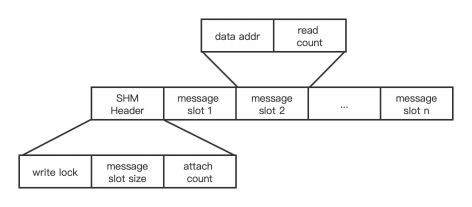 data addr
read
count
SHM
Header
message
slot 1
message
slot 2
...
message
slot n
write lock
message
slot size
attach
count